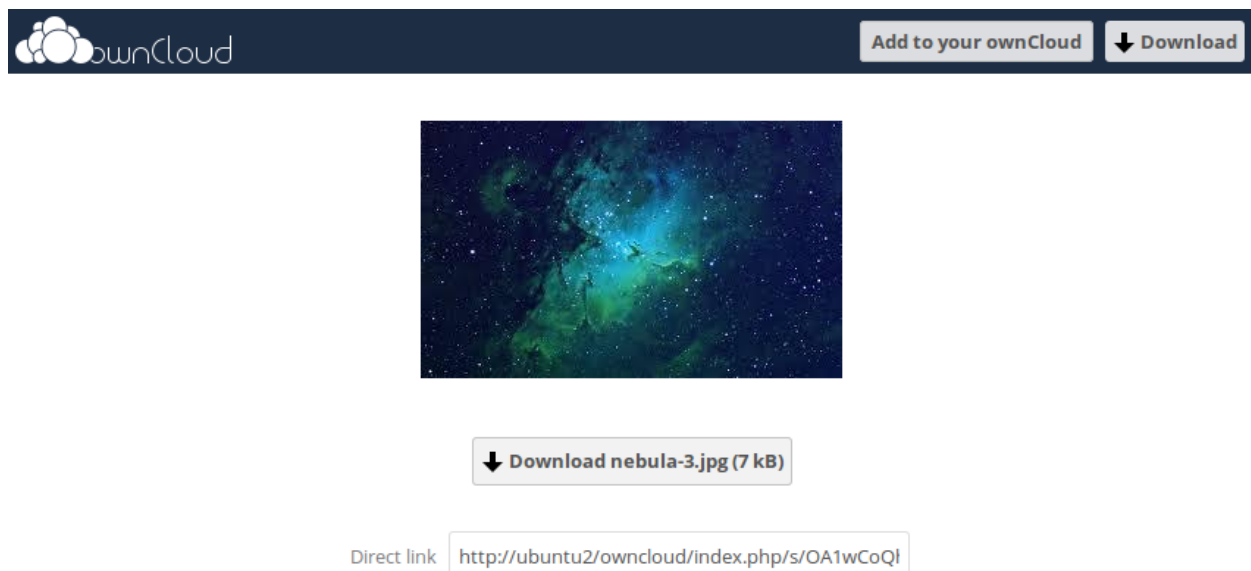 ownCloud
Add to your ownCloud
Download
Download nebula-3.jpg (7 kB)
Direct link
http://ubuntu2/owncloud/index.php/s/OA1wCoQh